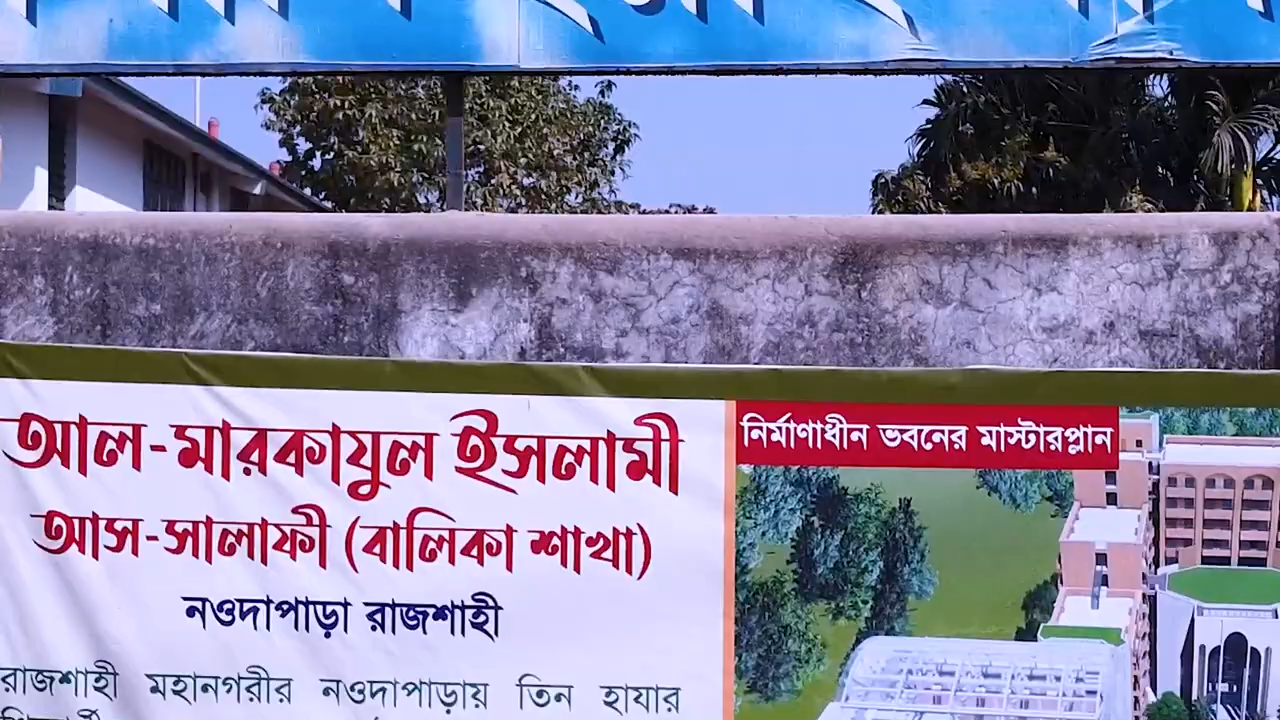 আল-মারকাযুল ইসলামী
আস-সালাফী (বালিকা শাখা)
নওদাপাড়া রাজশাহী
রাজশাহী মহানগরীর নওদাপাড়ায় তিন হাযার
নির্মাণাধীন ভবনের মাস্টারপ্লান